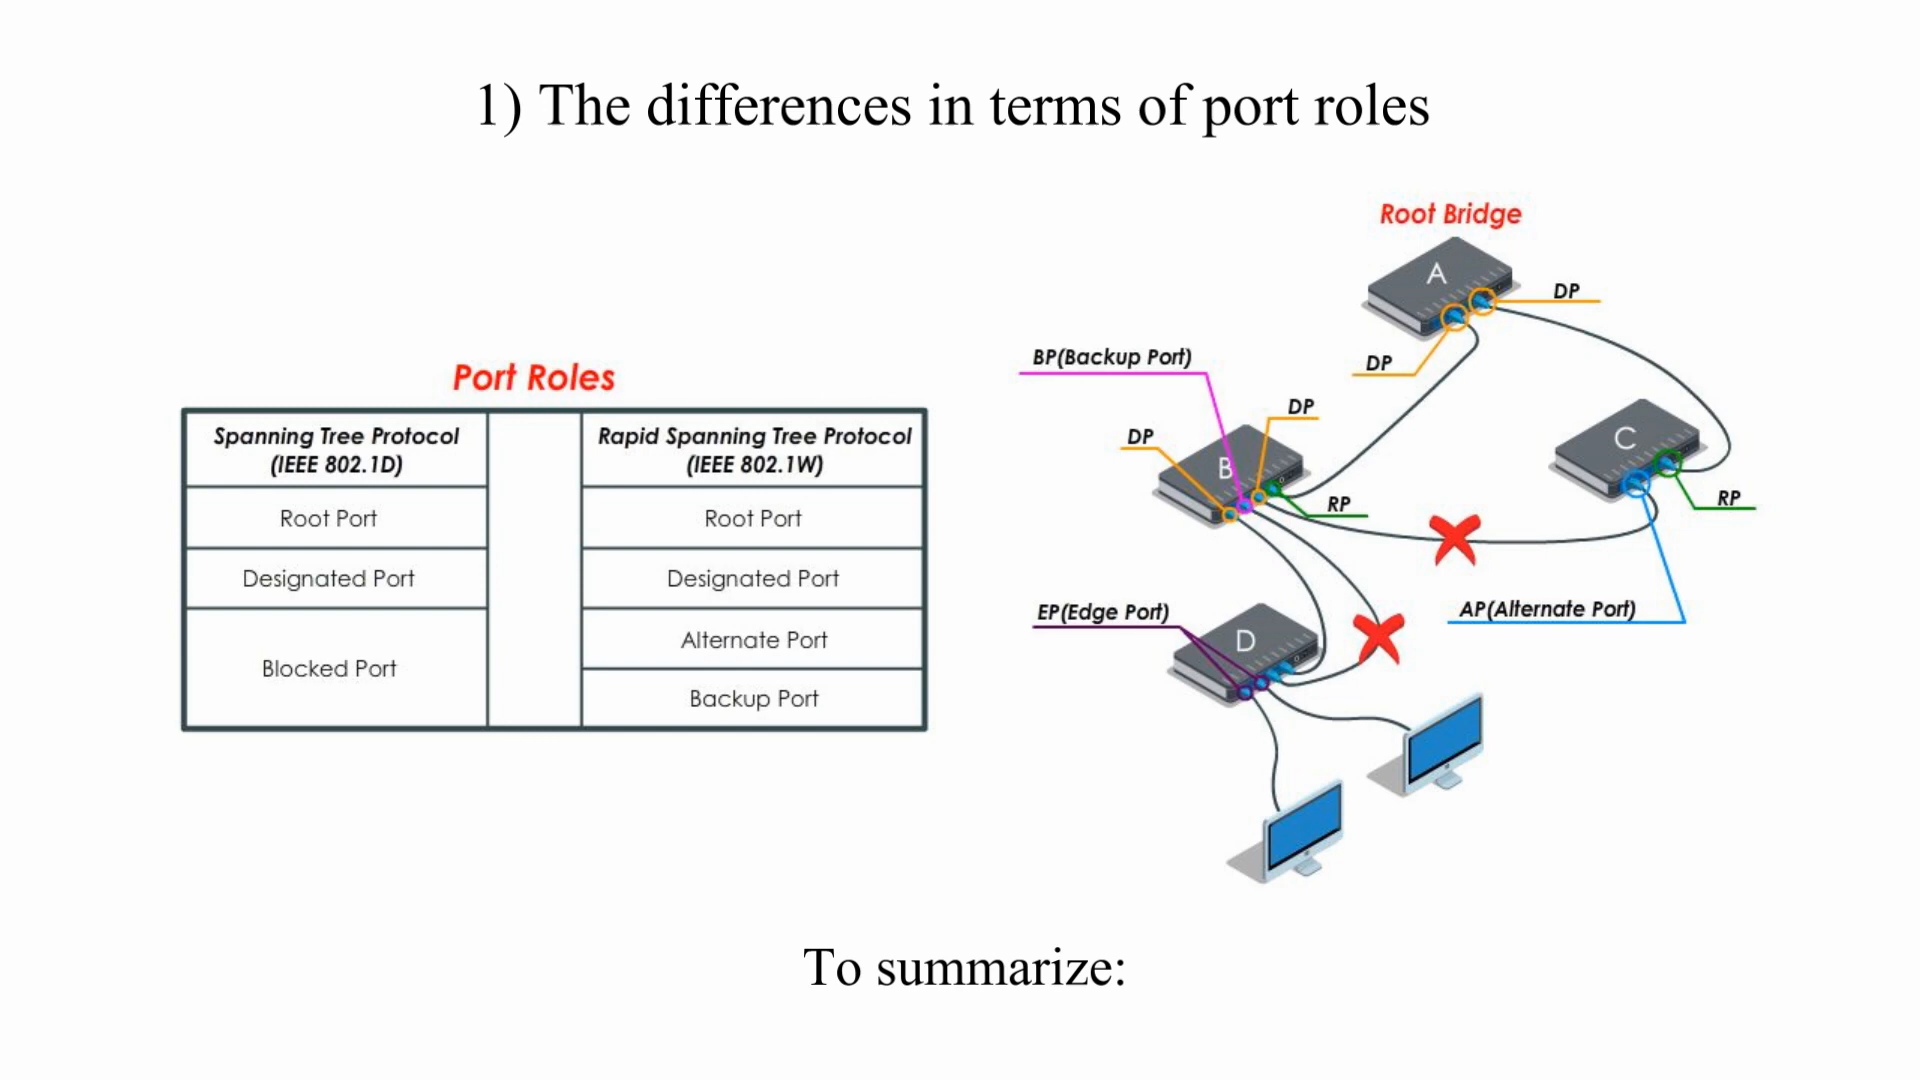 1) The differences in terms of port roles
Port Roles
Spanning Tree Protocol
(IEEE 802.1D)
Rapid Spanning Tree Protocol
(IEEE 802.1W)
Root Port
Root Port
Designated Port
Designated Port
Blocked Port
Alternate Port
Backup Port
Root Bridge
A
DP
DP
BP(Backup Port)
DP
DP
B
RP
C
RP
AP(Alternate Port)
EP(Edge Port)
D
To summarize: